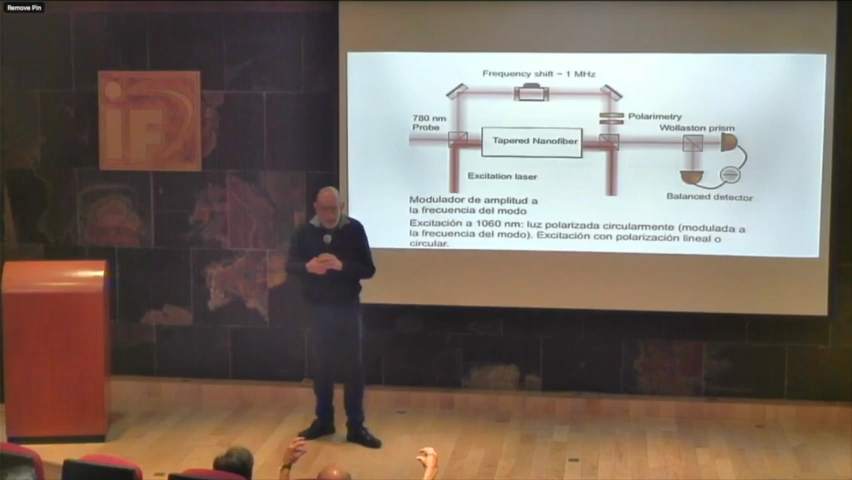 Remove Pin
iF
Frequency shift ~ 1 MHz
780 nm
Probe
Polarimetry
Wollaston prism
Tapered Nanofiber
Excitation laser
Balanced detector
Modulador de amplitud a
la frecuencia del modo
Excitación a 1060 nm: luz polarizada circularmente (modulada a
la frecuencia del modo). Excitación con polarización lineal o
circular.